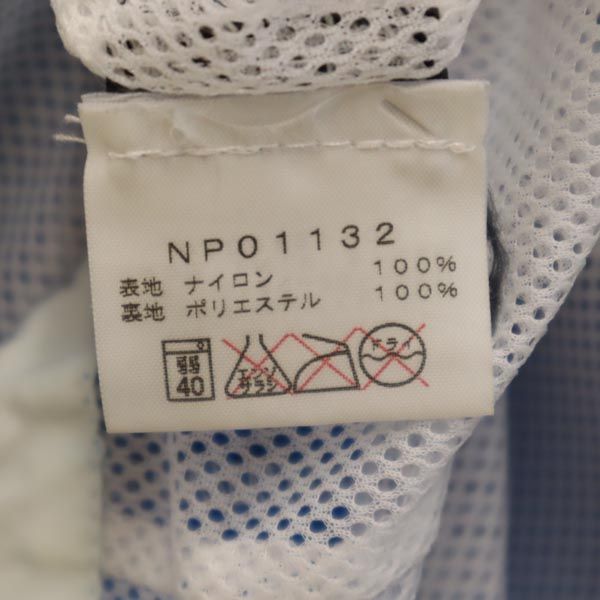 NP01132
表地 ナイロン 100%
裏地 ポリエステル 100%
弱 40 エンソ サラシ ドライ